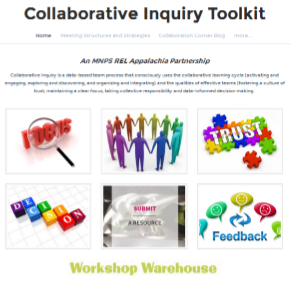 Collaborative Inquiry Toolkit
Home Meeting Structures and Strategies Collaboration Corner Blog more...
An MNPS REL Appalachia Partnership
Collaborative Inquiry is a data-based team process that consciously uses the collaborative learning cycle (activating and
engaging, exploring and discovering, and organizing and integrating) and the qualities of effective teams (fostering a culture of
trust, maintaining a clear focus, taking collective responsibility and data-informed decision making.
FOCUS
TRUST
DECISION
SUBMIT
A RESOURCE
Feedback
Workshop Warehouse